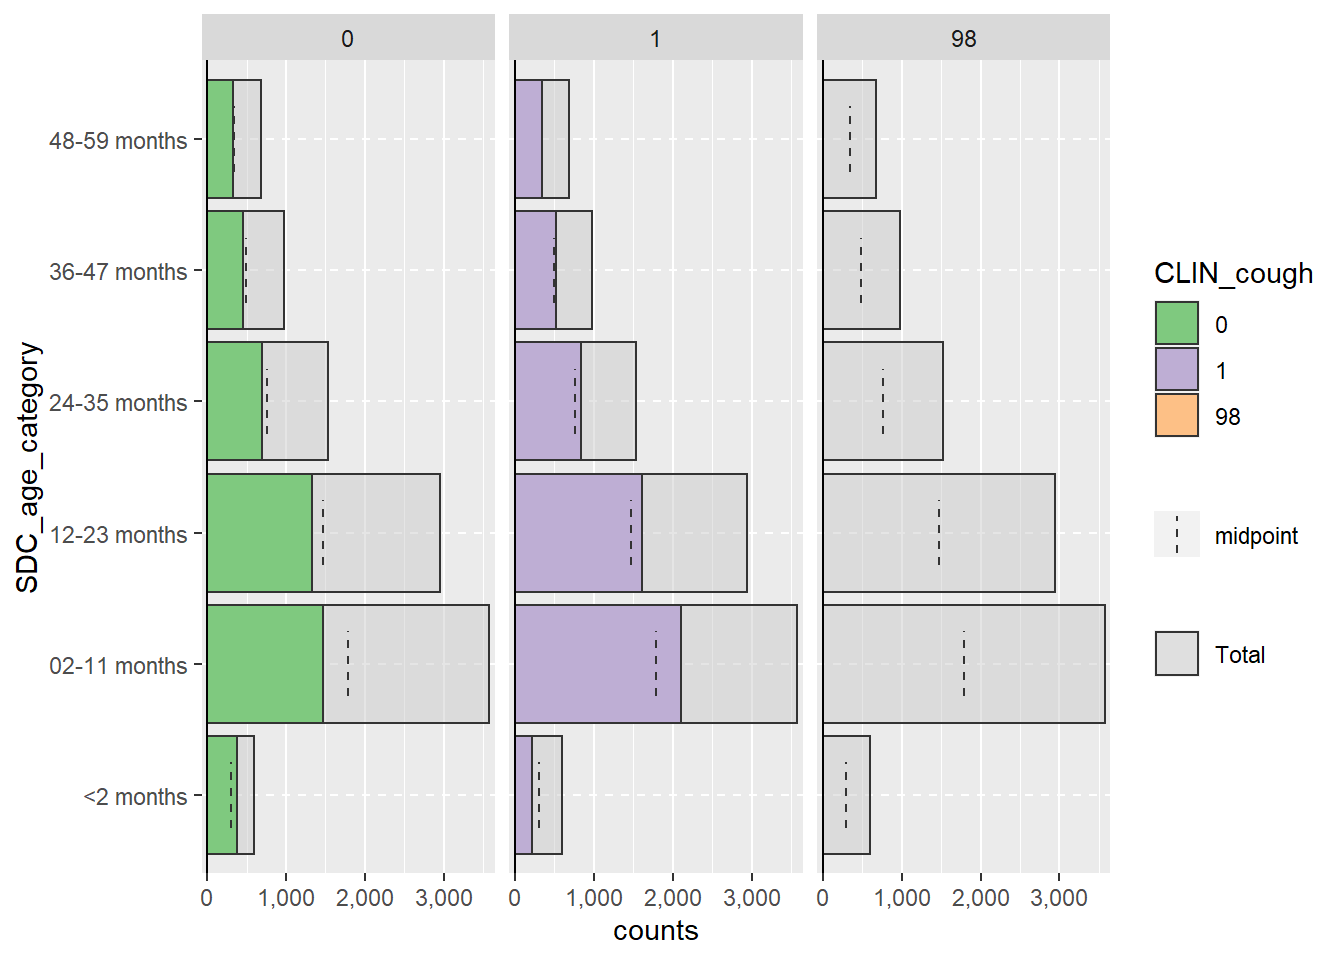 0 1 98
48-59 months
36-47 months
24-35 months
12-23 months
02-11 months
<2 months
SDC_age_category
0 1,000 2,000 3,000 0 1,000 2,000 3,000 0 1,000 2,000 3,000
counts
CLIN_cough
0
1
98
midpoint
Total